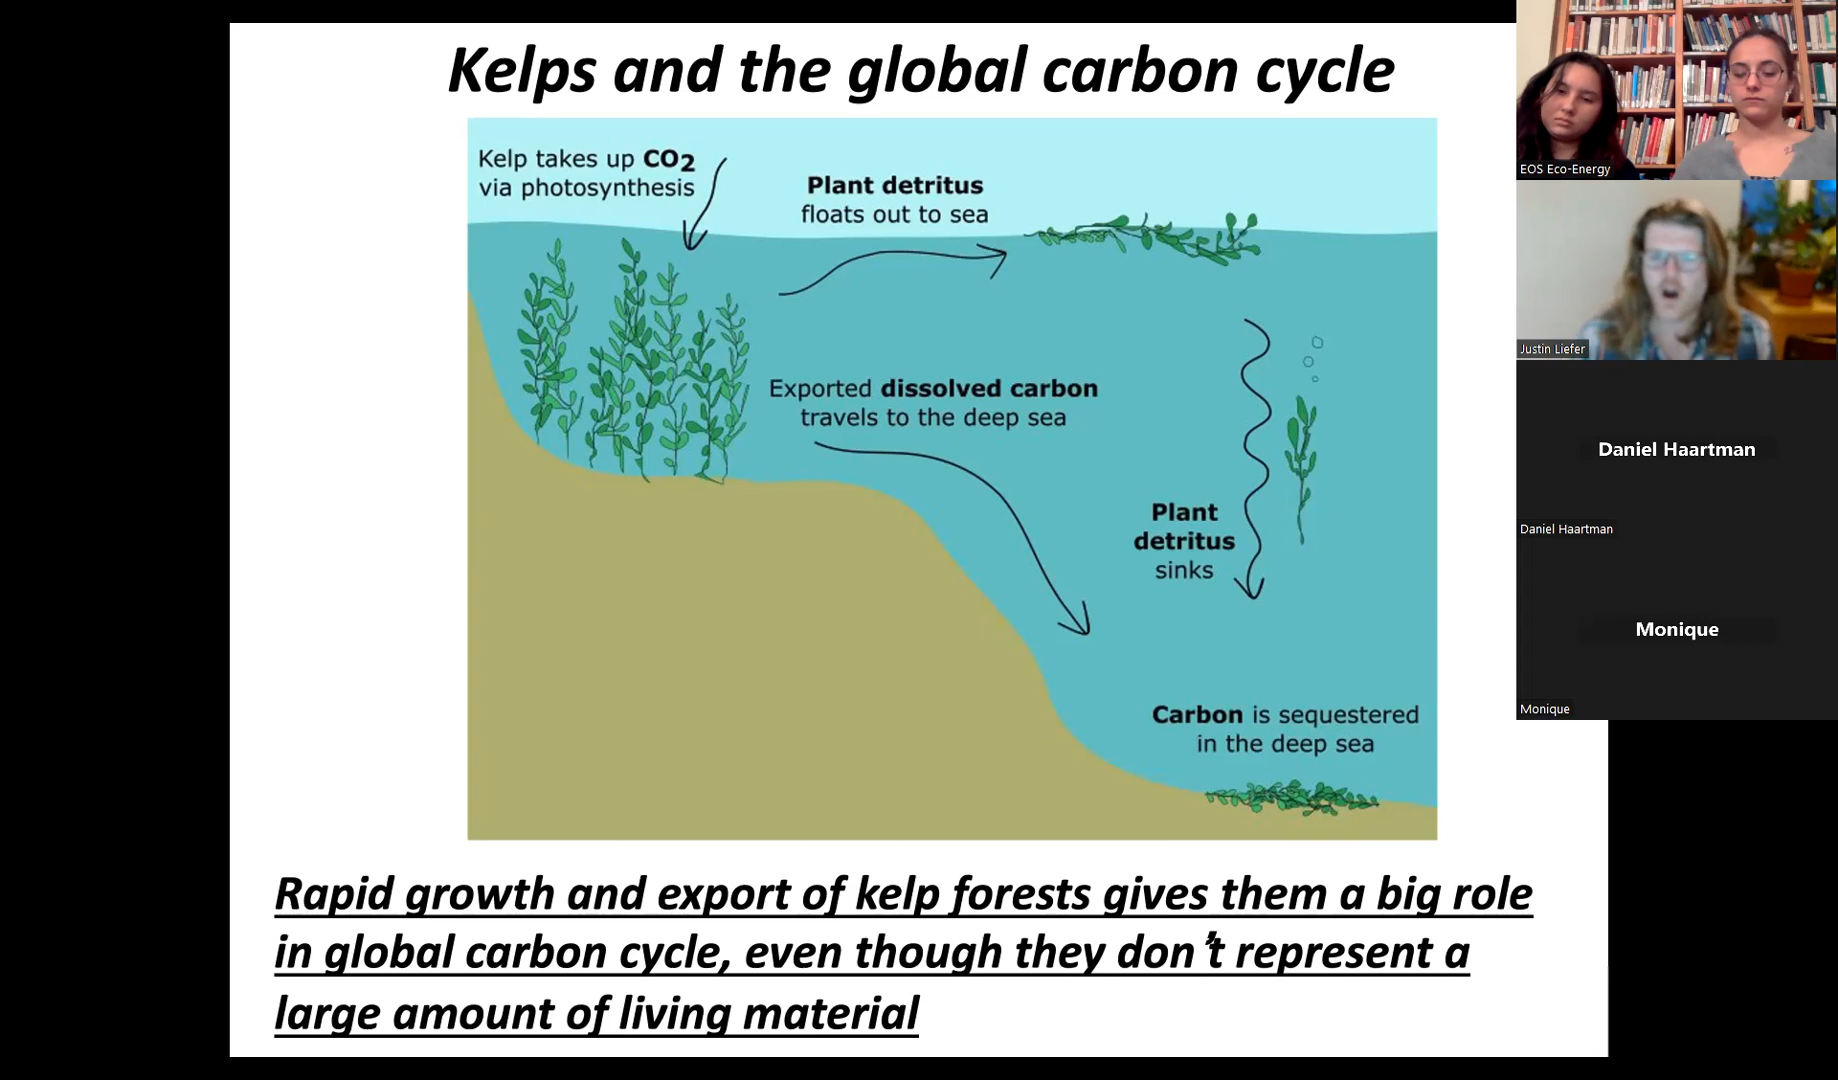 Kelps and the global carbon cycle
Kelp takes up CO2
via photosynthesis
Plant detritus
floats out to sea
Exported dissolved carbon
travels to the deep sea
Plant
detritus
sinks
Carbon is sequestered
in the deep sea
Rapid growth and export of kelp forests gives them a big role
in global carbon cycle, even though they don't represent a
large amount of living material
EOS Eco-Energy
Justin Liefer
Daniel Haartman
Daniel Haartman
Monique
Monique